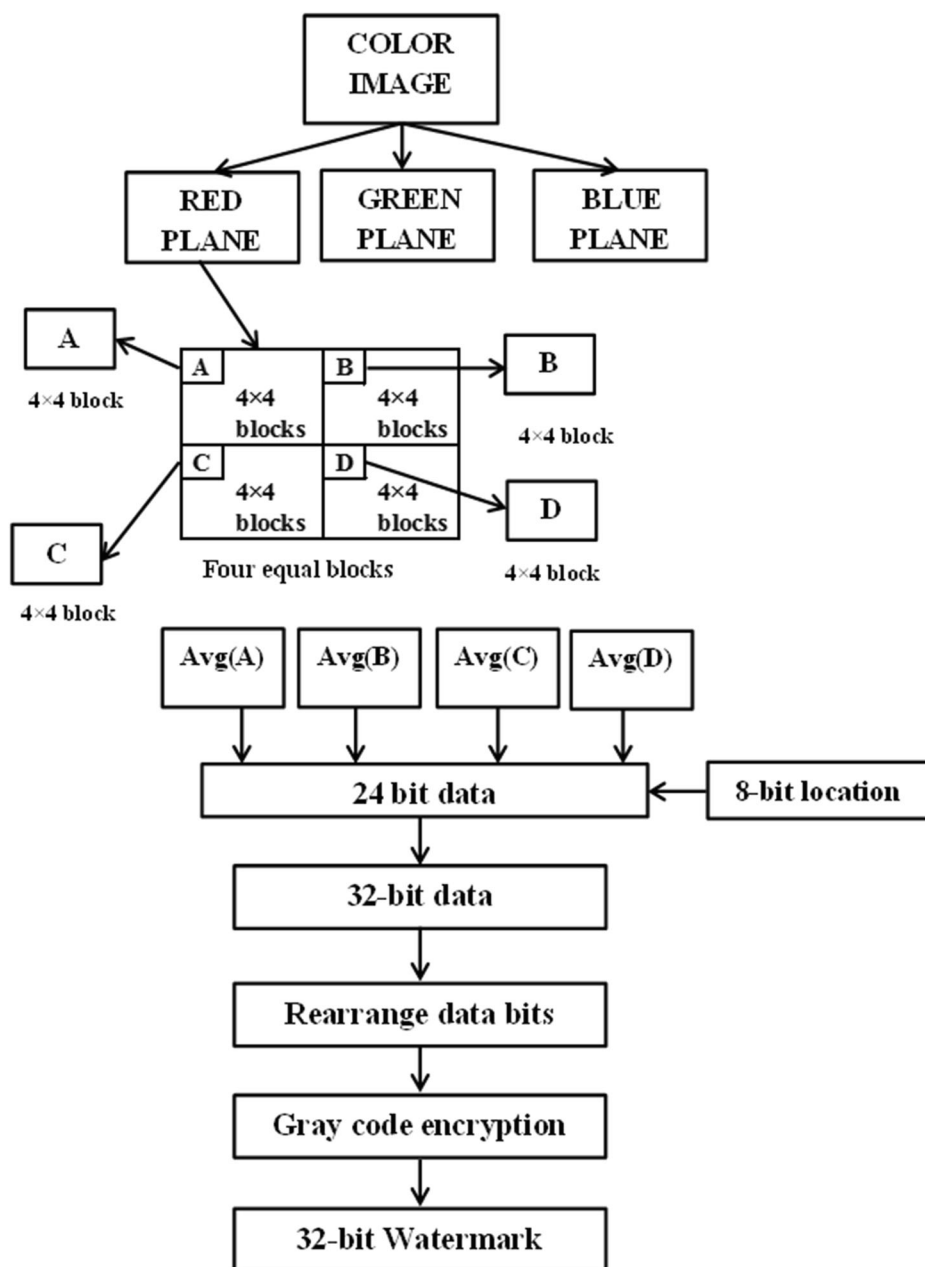 COLOR
IMAGE
RED
PLANE
GREEN
PLANE
BLUE
PLANE
A
4×4 block
A
4×4
blocks
B
4×4
blocks
B
4×4 block
C
4×4
blocks
D
4×4
blocks
C
4×4 block
D
4×4 block
Four equal blocks
Avg(A)
Avg(B)
Avg(C)
Avg(D)
24 bit data
8-bit location
32-bit data
Rearrange data bits
Gray code encryption
32-bit Watermark